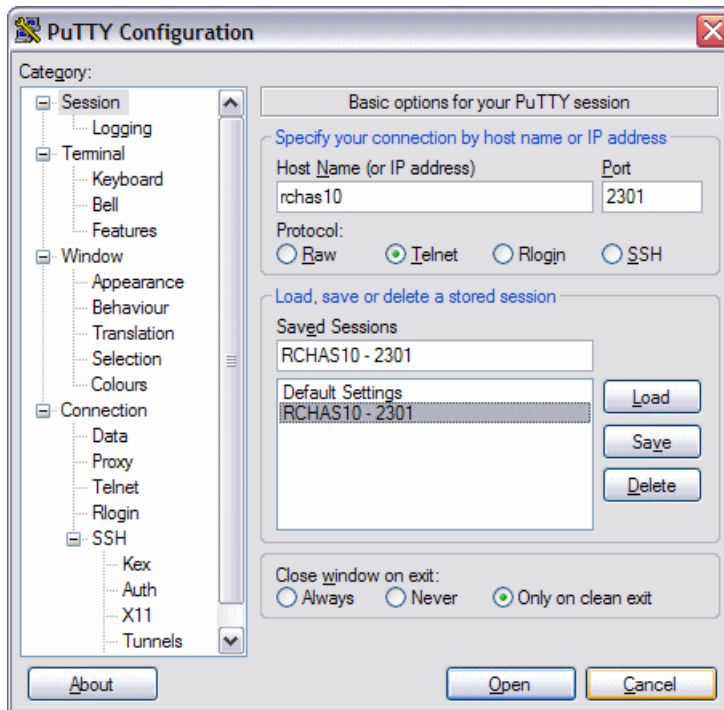 PuTTY Configuration
Category:
Session
Logging
Terminal
Keyboard
Bell
Features
Window
Appearance
Behaviour
Translation
Selection
Colours
Connection
Data
Proxy
Telnet
Rlogin
SSH
Kex
Auth
X11
Tunnels
Basic options for your PuTTY session
Specify your connection by host name or IP address
Host Name (or IP address) Port
rchas10 2301
Protocol:
Raw Telnet Rlogin SSH
Load, save or delete a stored session
Saved Sessions
RCHAS10 - 2301
Default Settings
RCHAS10 - 2301
Load
Save
Delete
Close window on exit:
Always Never Only on clean exit
About Open Cancel